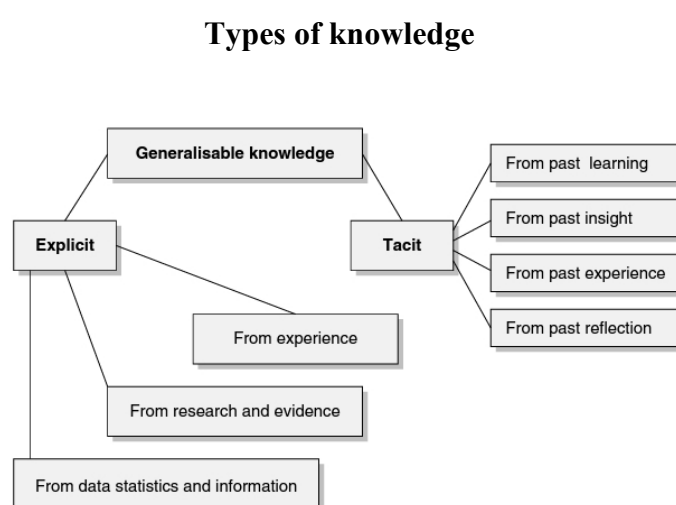 Types of knowledge
Generalisable knowledge
Explicit
Tacit
From past learning
From past insight
From past experience
From past reflection
From experience
From research and evidence
From data statistics and information